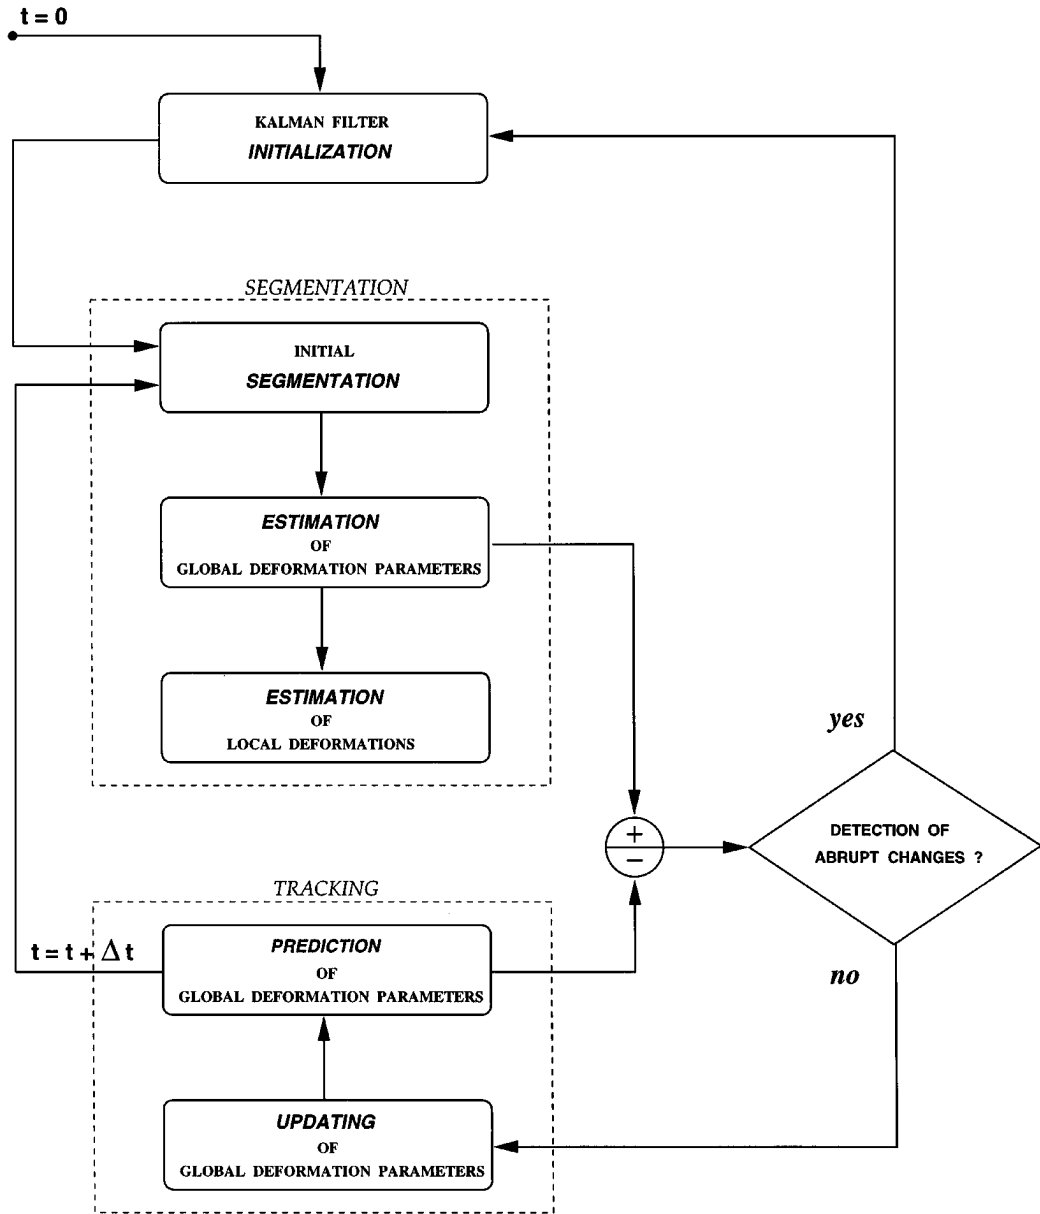 t = 0
KALMAN FILTER
INITIALIZATION
SEGMENTATION
INITIAL
SEGMENTATION
ESTIMATION
OF
GLOBAL DEFORMATION PARAMETERS
ESTIMATION
OF
LOCAL DEFORMATIONS
yes
+
−
DETECTION OF
ABRUPT CHANGES ?
TRACKING
t = t + Δ t
PREDICTION
OF
GLOBAL DEFORMATION PARAMETERS
no
UPDATING
OF
GLOBAL DEFORMATION PARAMETERS